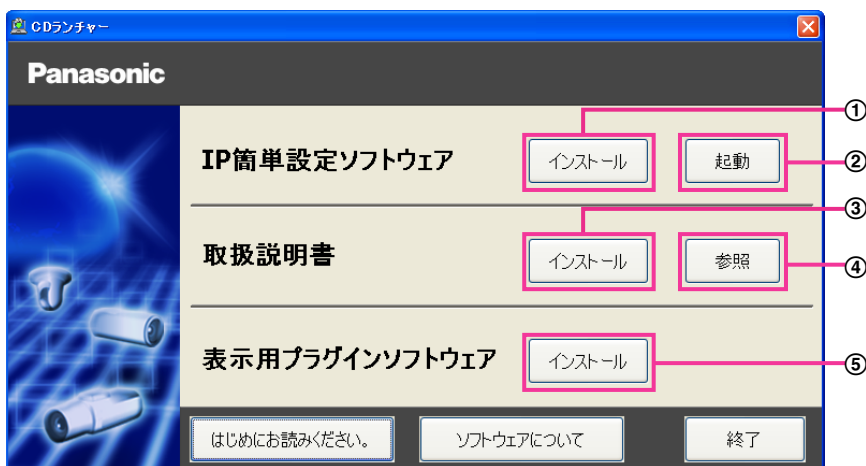 CDランチャー
Panasonic
①
IP簡単設定ソフトウェア インストール 起動 ②
③
取扱説明書 インストール 参照 ④
表示用プラグインソフトウェア インストール ⑤
はじめにお読みください。 ソフトウェアについて 終了